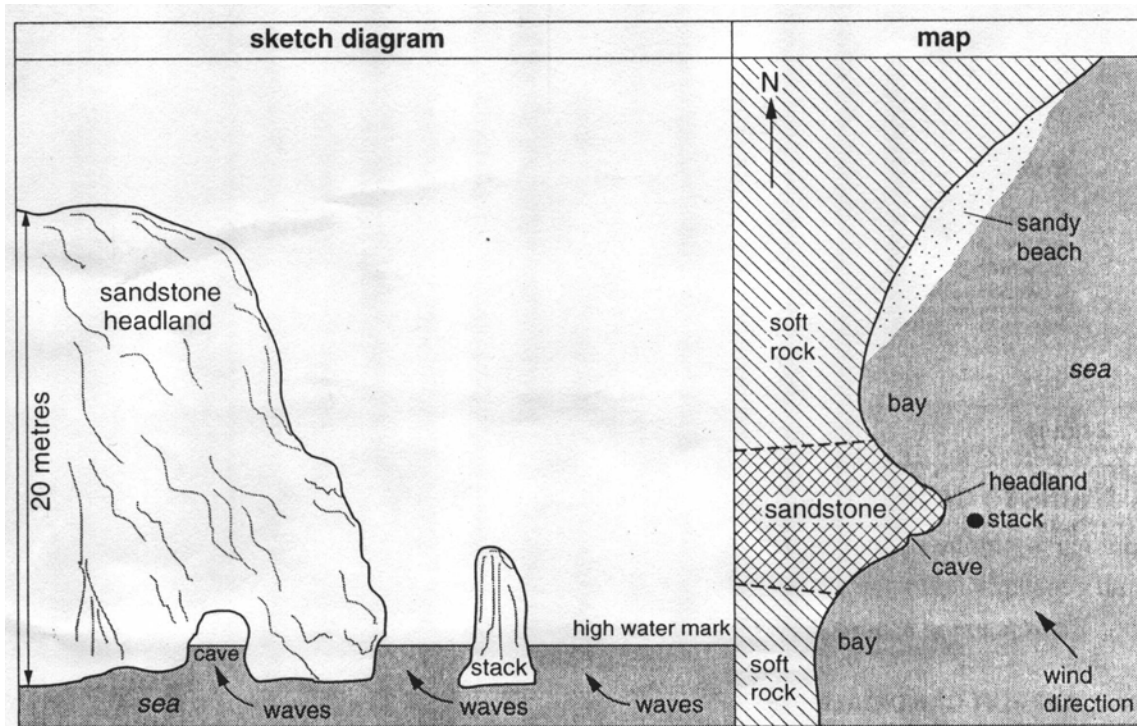 sketch diagram
20 metres
sandstone
headland
cave
sea
waves
waves
stack
waves
high water mark
map
N
sandy
beach
soft
rock
bay
sea
sandstone
headland
stack
cave
bay
soft
rock
wind
direction